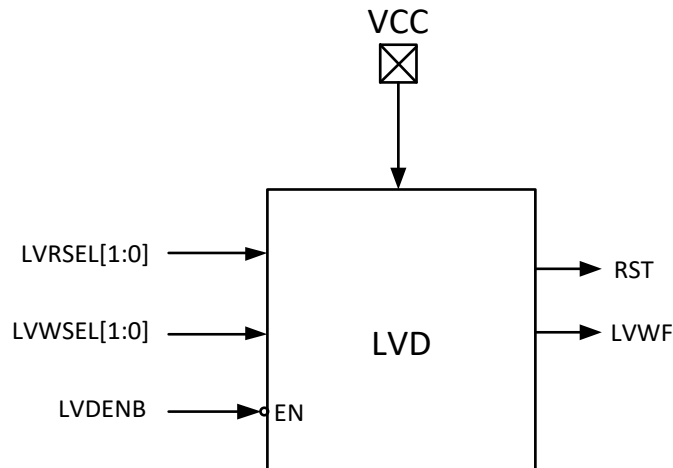 VCC
LVRSEL[1:0]
RST
LVWSEL[1:0]
LVD
LVWF
LVDENB
EN